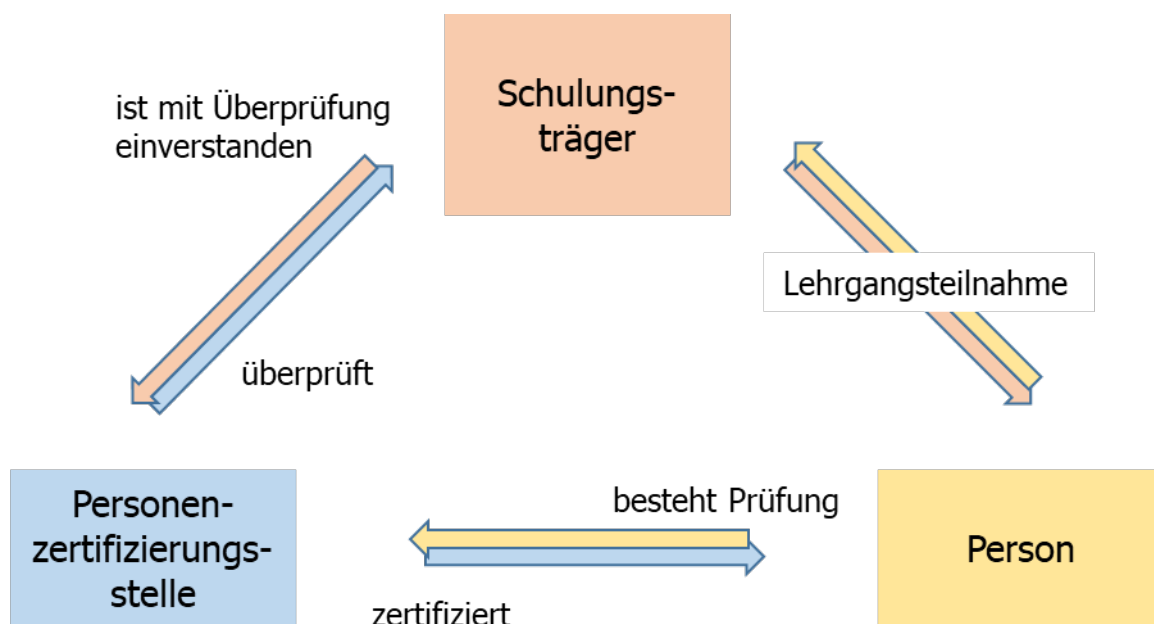 Schulungs-
träger
ist mit Überprüfung
einverstanden
Lehrgangsteilnahme
überprüft
Personen-
zertifizierungs-
stelle
besteht Prüfung
Person
zertifiziert